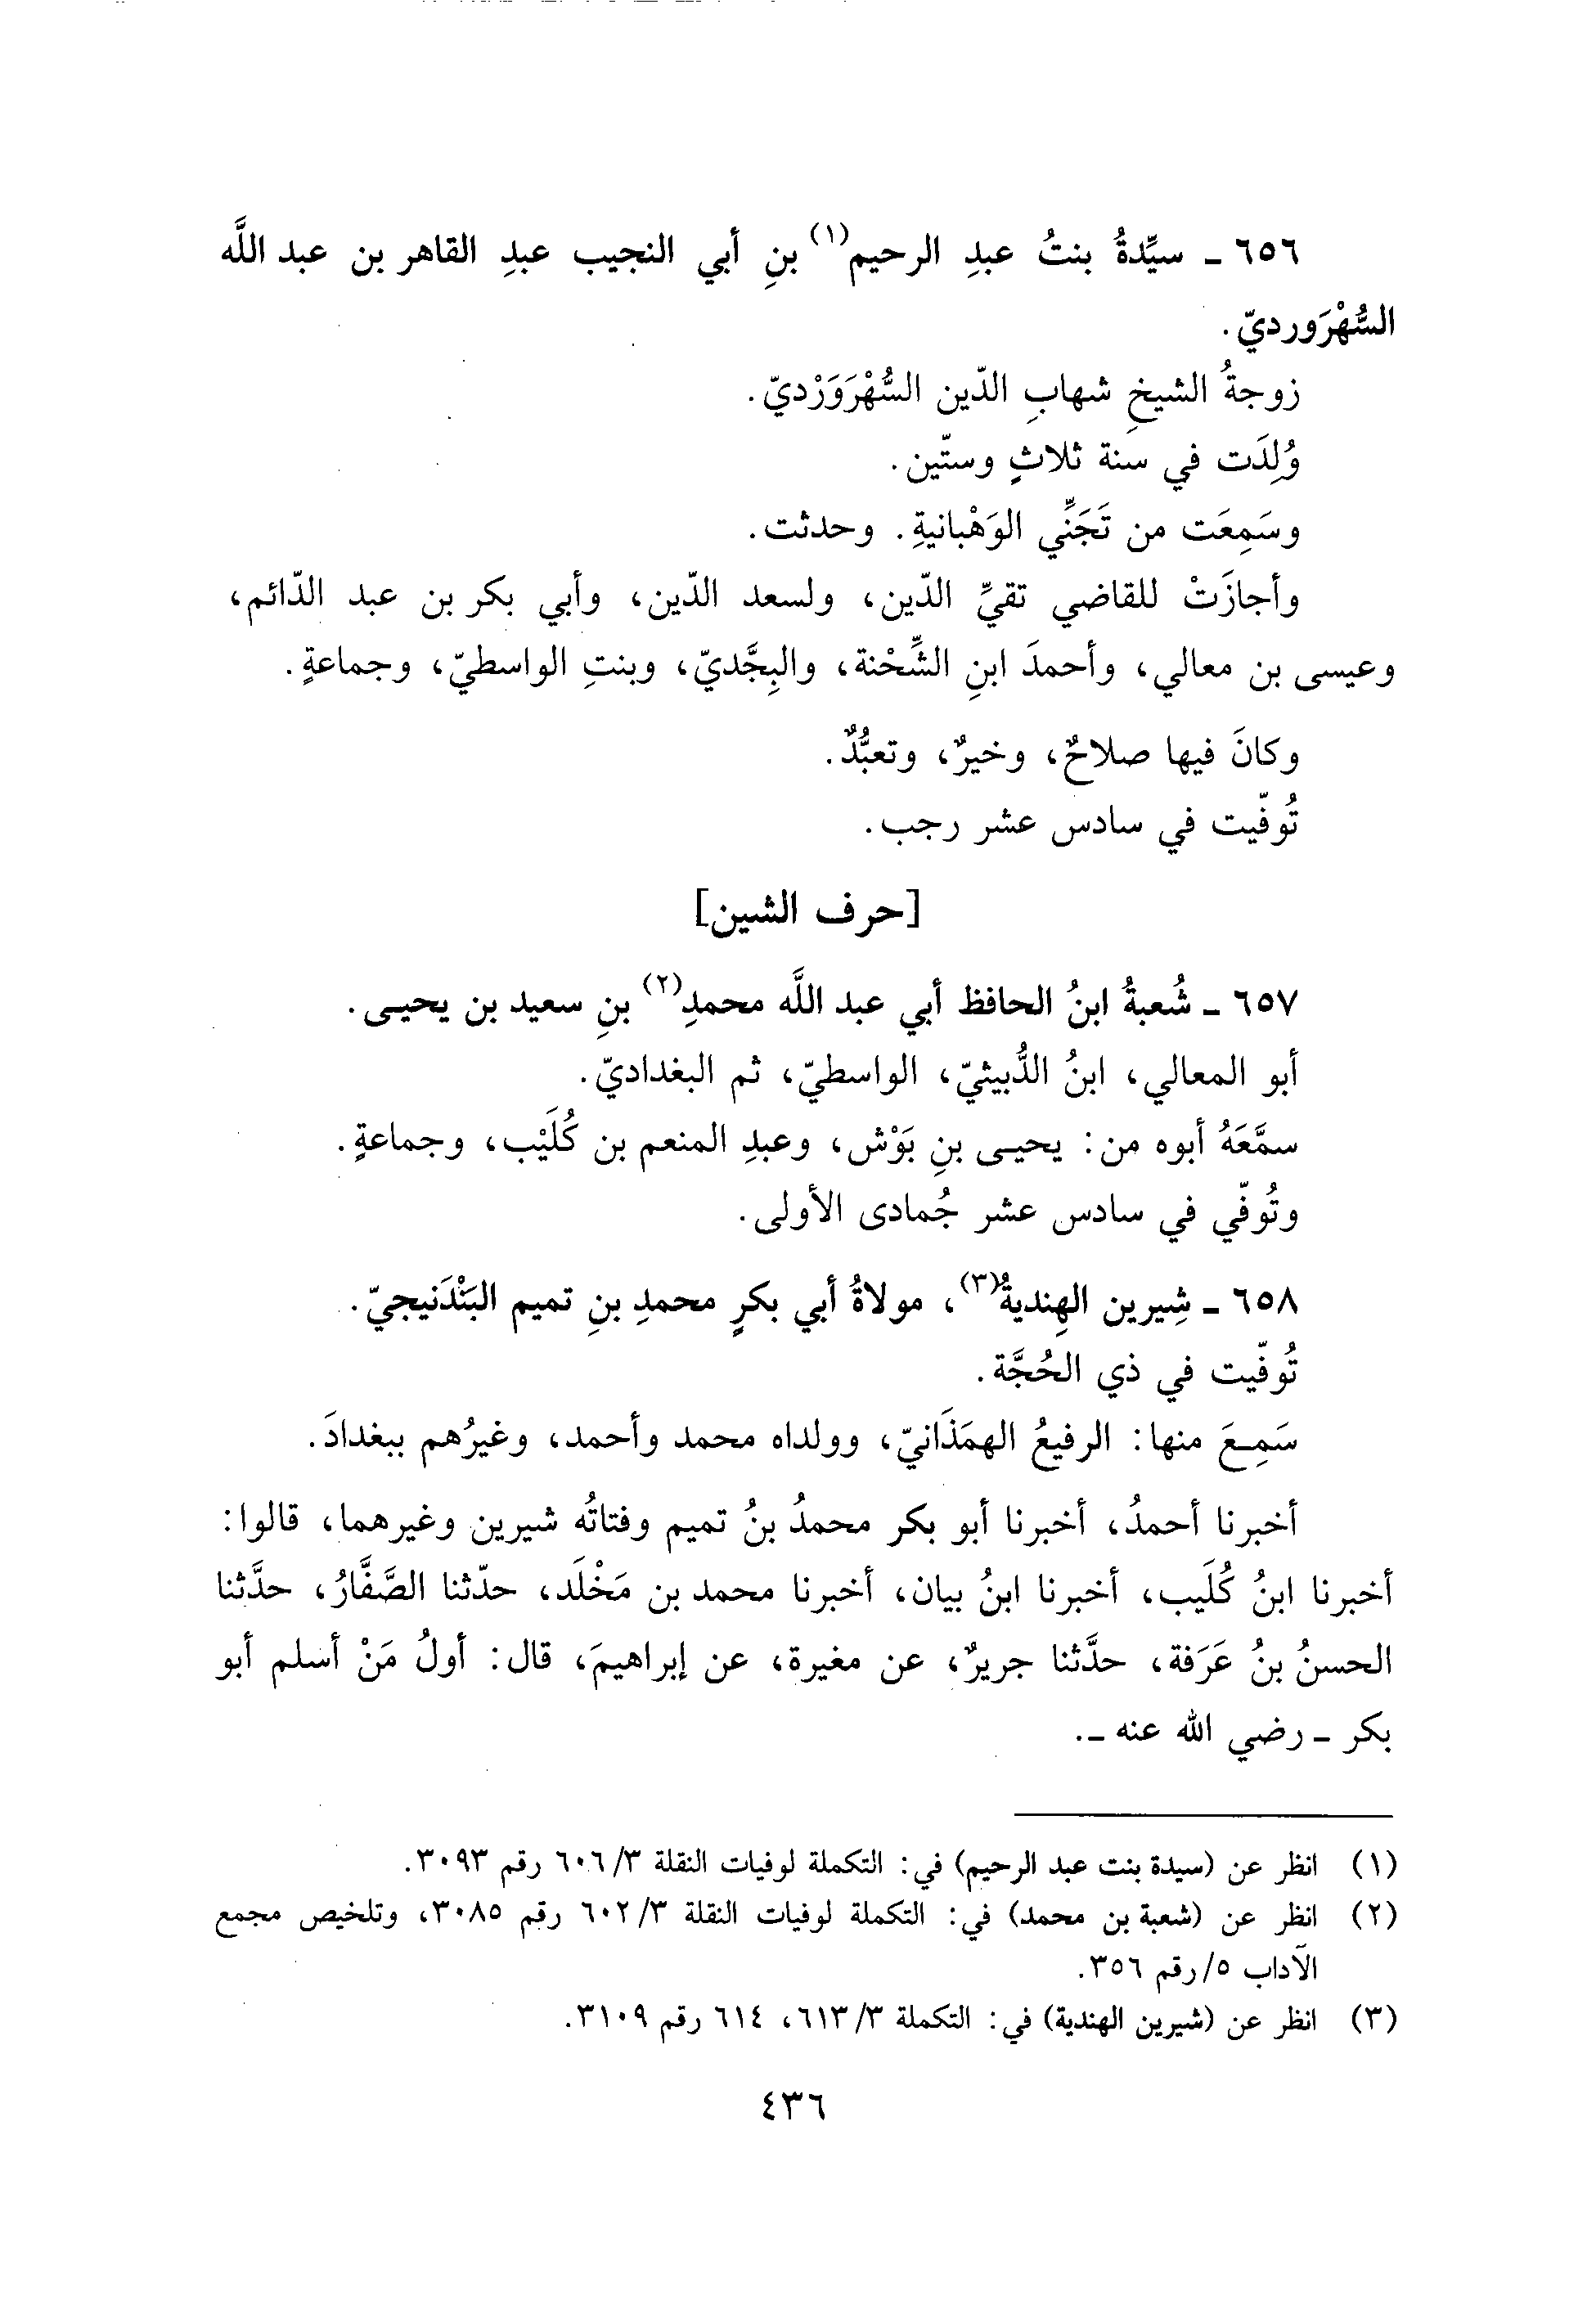 ٦٥٦ ـ سيِّدةُ بنتُ عبدِ الرحيم(١) بنِ أبي النجيب عبدِ القاهر بن عبد اللَّه
السُّهْرَورديّ.
زوجةُ الشيخِ شهابِ الدّين السُّهْرَوَرْديّ.
وُلِدَت في سنة ثلاثٍ وستّين.
وسَمِعَت من تَجَنِّي الوَهْبانيةِ. وحدثت.
وأجازَتْ للقاضي تقيِّ الدّين، ولسعد الدّين، وأبي بكر بن عبد الدّائم،
وعيسى بن معالي، وأحمدَ ابنِ الشِّحْنة، والبِجَّديّ، وبنتِ الواسطيّ، وجماعةٍ.
وكانَ فيها صلاحٌ، وخيرٌ، وتعبُّدٌ.
تُوفّيت في سادس عشر رجب.
[حرف الشين]
٦٥٧ ـ شُعبةُ ابنُ الحافظ أبي عبد اللَّه محمدِ(٢) بنِ سعيد بن يحيـى.
أبو المعالي، ابنُ الدُّبيثيّ، الواسطيّ، ثم البغداديّ.
سمَّعَهُ أبوه من: يحيـى بنِ بَوْش، وعبدِ المنعم بن كُلَيْب، وجماعةٍ.
وتُوفّي في سادس عشر جُمادى الأولى.
٦٥٨ ـ شِيرين الهِنديةُ(٣)، مولاةُ أبي بكرٍ محمدِ بنِ تميم البَنْدَنيجيّ.
تُوفّيت في ذي الحُجَّة.
سَمِـعَ منها: الرفيعُ الهمَذَانيّ، وولداه محمد وأحمد، وغيرُهم ببغدادَ.
أخبرنا أحمدُ، أخبرنا أبو بكر محمدُ بنُ تميم وفتاتُه شيرين وغيرهما، قالوا:
أخبرنا ابنُ كُلَيب، أخبرنا ابنُ بيان، أخبرنا محمد بن مَخْلَد، حدّثنا الصَّفَّارُ، حدَّثنا
الحسنُ بنُ عَرَفة، حدَّثنا جريرٌ، عن مغيرة، عن إبراهيمَ، قال: أولُ مَنْ أسلم أبو
بكر ـ رضي الله عنه ـ.
(١) انظر عن (سيدة بنت عبد الرحيم) في: التكملة لوفيات النقلة ٣/ ٦٠٦ رقم ٣٠٩٣.
(٢) انظر عن (شعبة بن محمد) في: التكملة لوفيات النقلة ٣/ ٦٠٢ رقم ٣٠٨٥، وتلخيص مجمع
الآداب ٥/ رقم ٣٥٦.
(٣) انظر عن (شيرين الهندية) في: التكملة ٣/ ٦١٣، ٦١٤ رقم ٣١٠٩.
٤٣٦